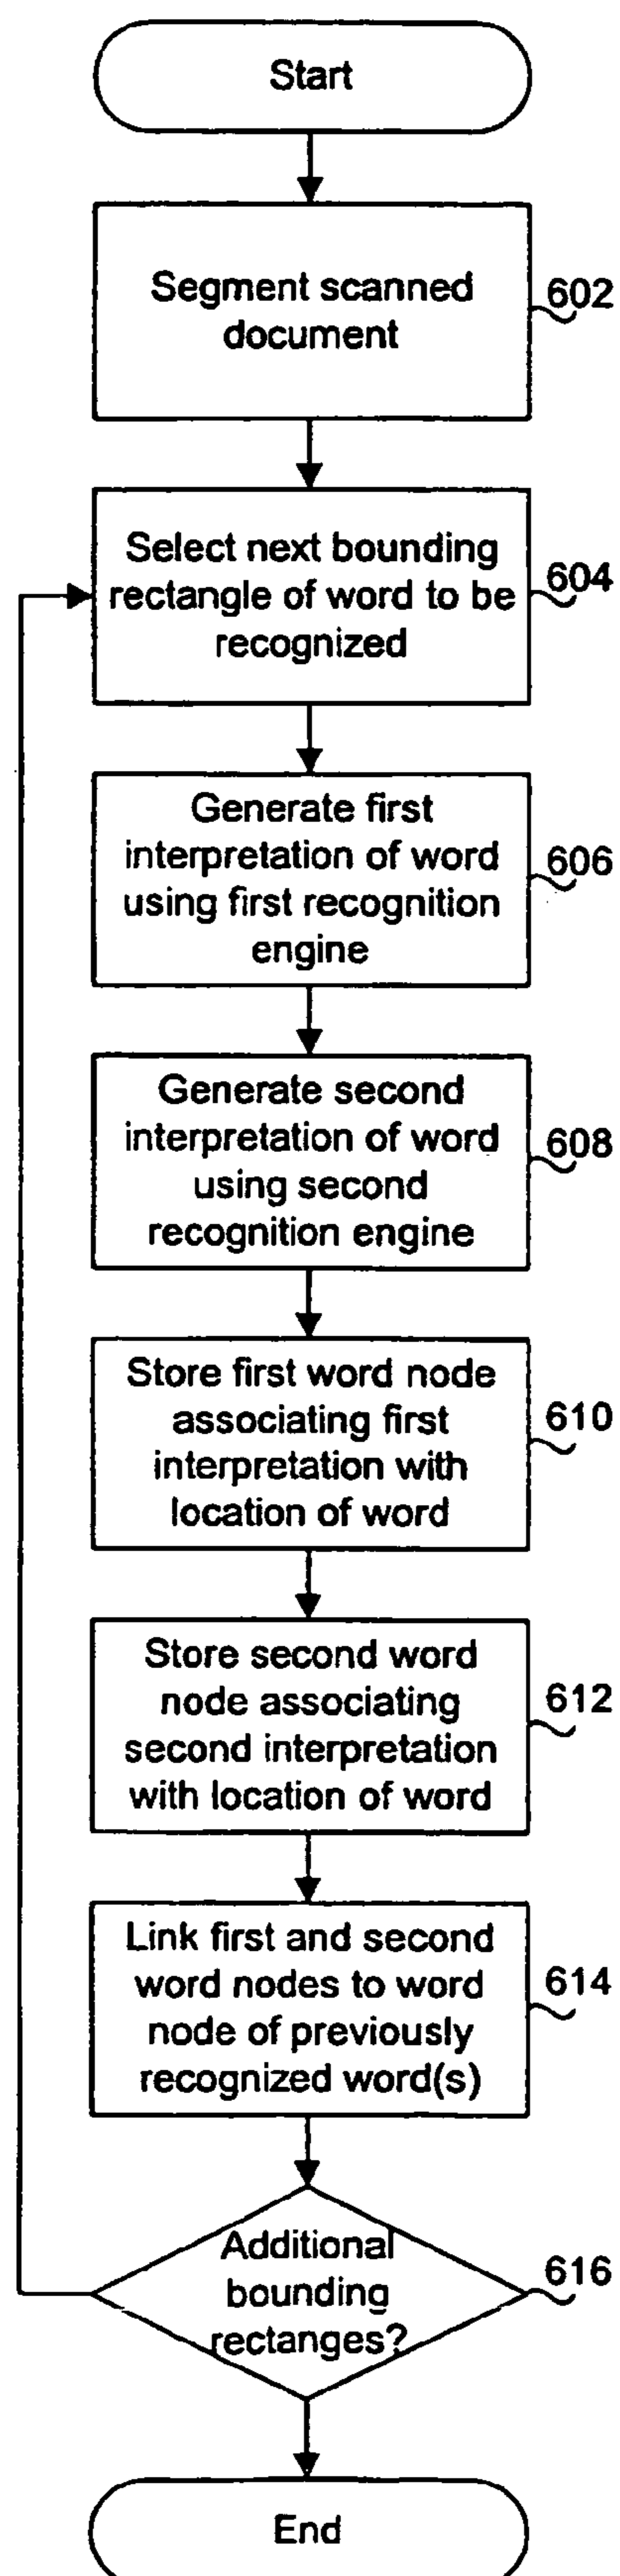 Start
Segment scanned
document
602
Select next bounding
rectangle of word to be
recognized
604
Generate first
interpretation of word
using first recognition
engine
606
Generate second
interpretation of word
using second
recognition engine
608
Store first word node
associating first
interpretation with
location of word
610
Store second word
node associating
second interpretation
with location of word
612
Link first and second
word nodes to word
node of previously
recognized word(s)
614
Additional
bounding
rectanges?
616
End